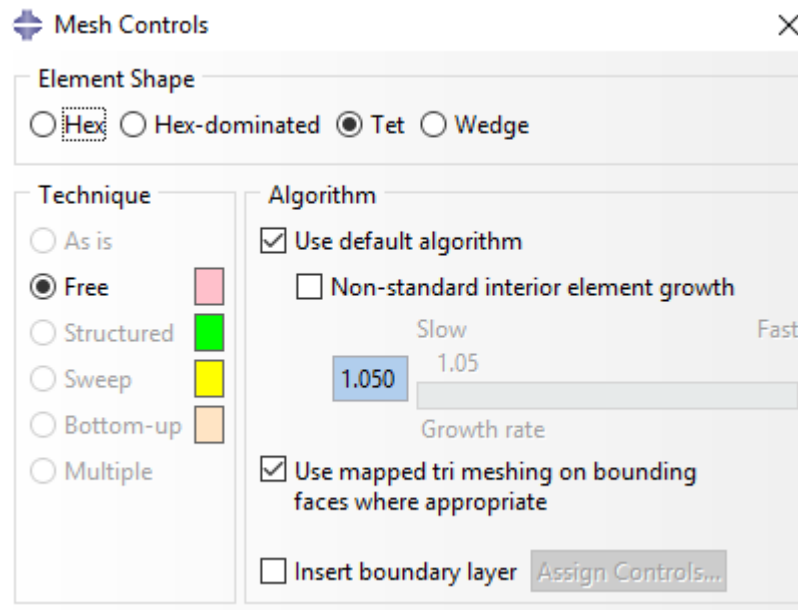 Mesh Controls
Element Shape
Hex Hex-dominated Tet Wedge
Technique
As is
Free
Structured
Sweep
Bottom-up
Multiple
Algorithm
Use default algorithm
Non-standard interior element growth
Slow Fast
1.05
1.050
Growth rate
Use mapped tri meshing on bounding
faces where appropriate
Insert boundary layer Assign Controls...